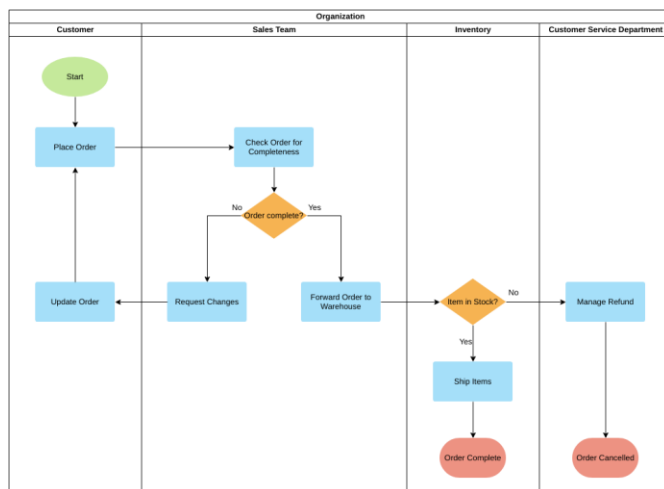 Organization
Customer
Sales Team
Inventory
Customer Service Department
Start
Place Order
Check Order for
Completeness
No
Order complete?
Yes
Update Order
Request Changes
Forward Order to
Warehouse
Item in Stock?
No
Manage Refund
Yes
Ship Items
Order Complete
Order Cancelled